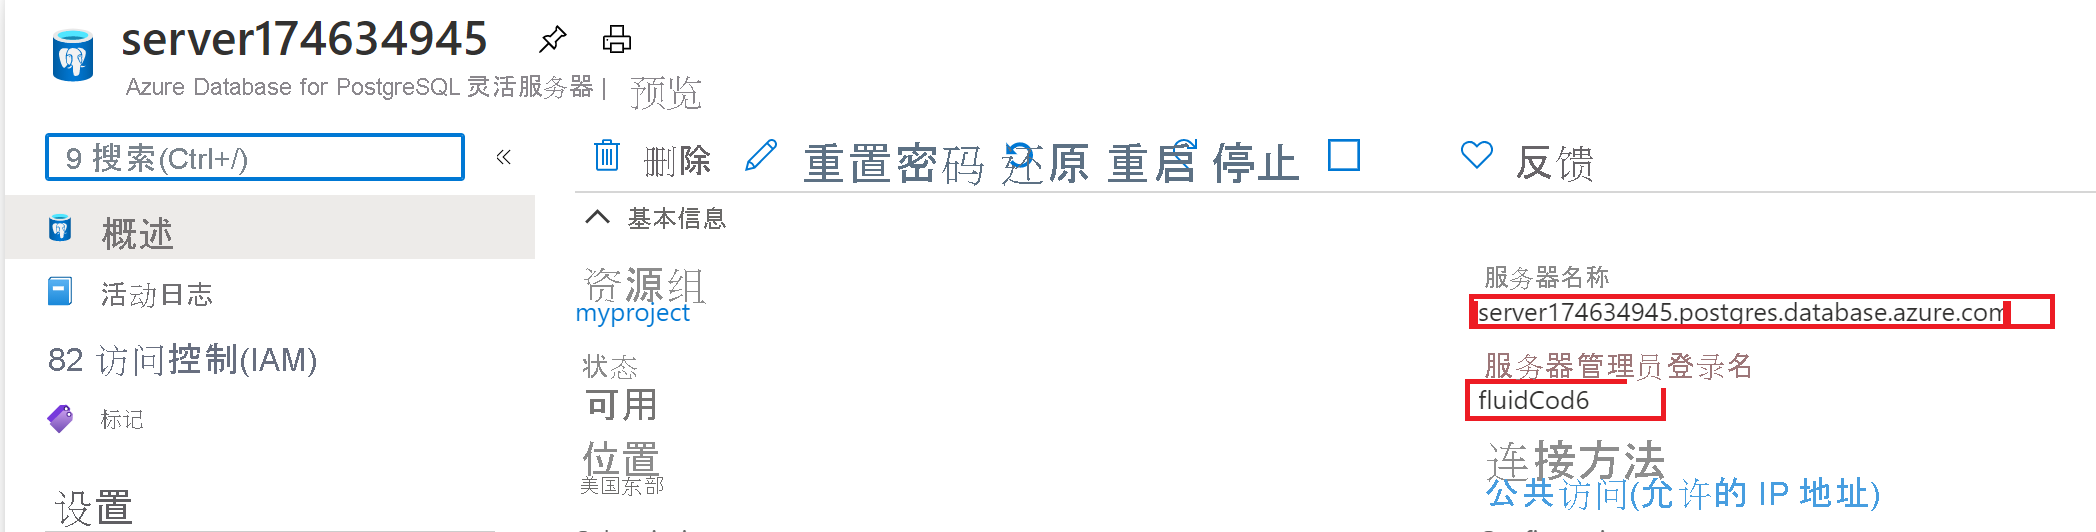 server174634945
Azure Database for PostgreSQL 灵活服务器 | 预览
9 搜索(Ctrl+/)
«
删除 重置密码 还原 重启 停止 反馈
概述
活动日志
82 访问控制(IAM)
标记
设置
基本信息
资源组
myproject
状态
可用
位置
美国东部
服务器名称
server174634945.postgres.database.azure.com
服务器管理员登录名
fluidCod6
连接方法
公共访问(允许的 IP 地址)